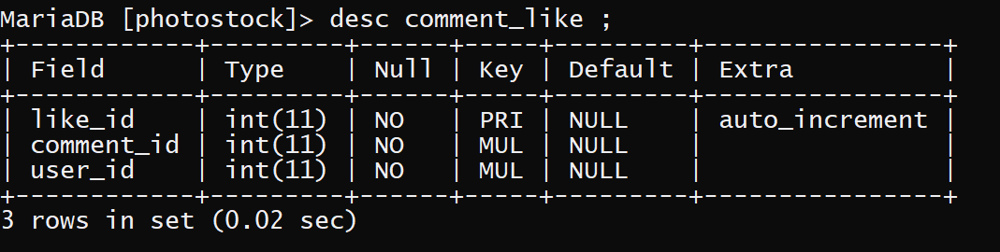 MariaDB [photostock]> desc comment_like ;
+------------+---------+------+-----+---------+----------------+
| Field      | Type    | Null | Key | Default | Extra          |
+------------+---------+------+-----+---------+----------------+
| like_id    | int(11) | NO   | PRI | NULL    | auto_increment |
| comment_id | int(11) | NO   | MUL | NULL    |                |
| user_id    | int(11) | NO   | MUL | NULL    |                |
+------------+---------+------+-----+---------+----------------+
3 rows in set (0.02 sec)